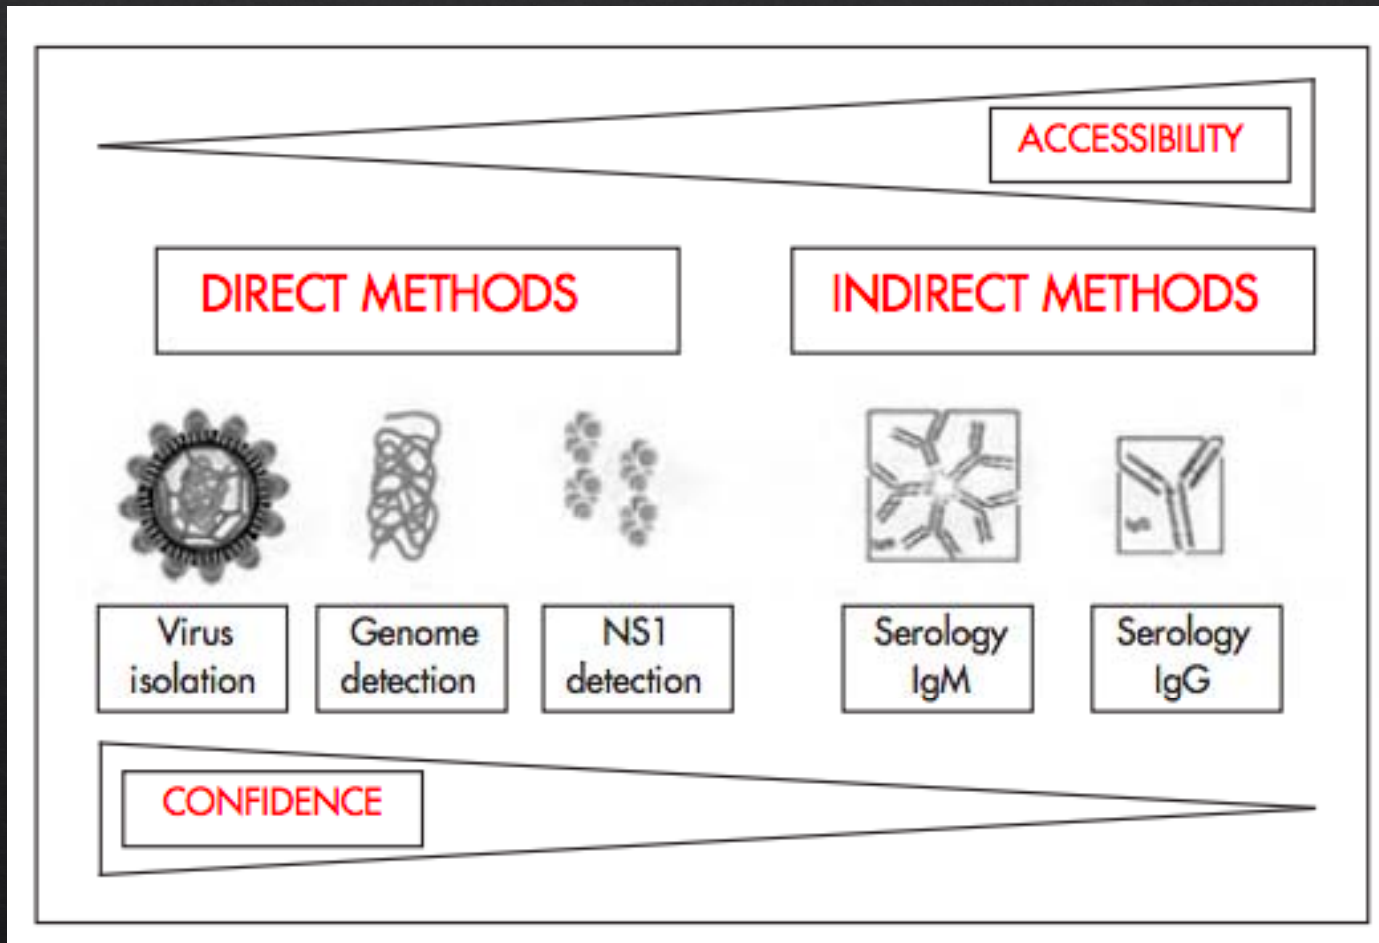 ACCESSIBILITY
DIRECT METHODS
INDIRECT METHODS
Virus
isolation
Genome
detection
NS1
detection
Serology
IgM
Serology
IgG
CONFIDENCE